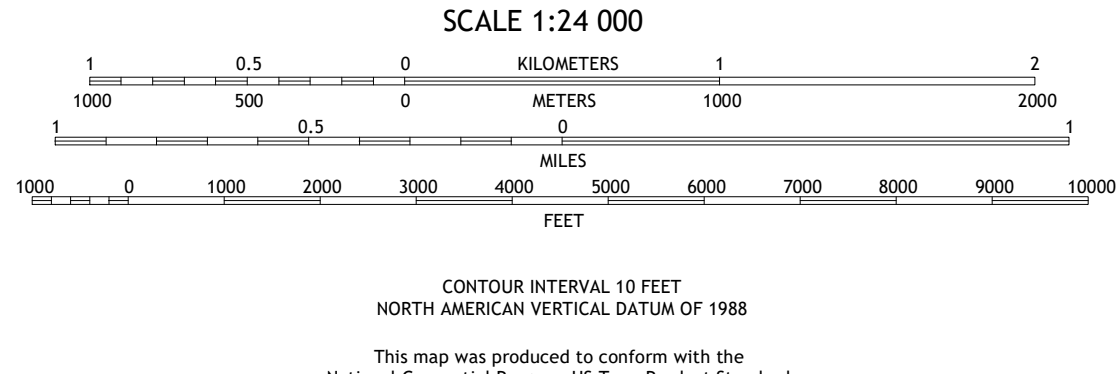 SCALE 1:24 000
1 0.5 0 KILOMETERS 1 2
1000 500 0 METERS 1000 2000
1 0.5 0 1
MILES
1000 0 1000 2000 3000 4000 5000 6000 7000 8000 9000 10000
FEET
CONTOUR INTERVAL 10 FEET
NORTH AMERICAN VERTICAL DATUM OF 1988
This map was produced to conform with the